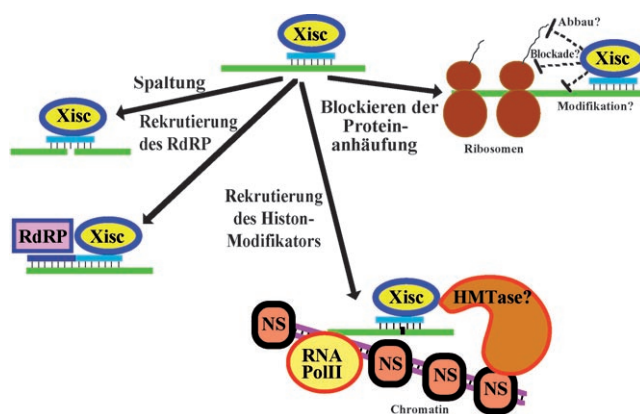 Xisc
Abbau?
Xisc
Blockade?
Modifikation?
Ribosomen
Spaltung
Xisc
Rekrutierung
des RdRP
Blockieren der
Protein-
anhäufung
RdRP
Xisc
Rekrutierung
des Histon-
Modifikators
Xisc
HMTase?
NS
RNA
PolII
NS
NS
NS
Chromatin